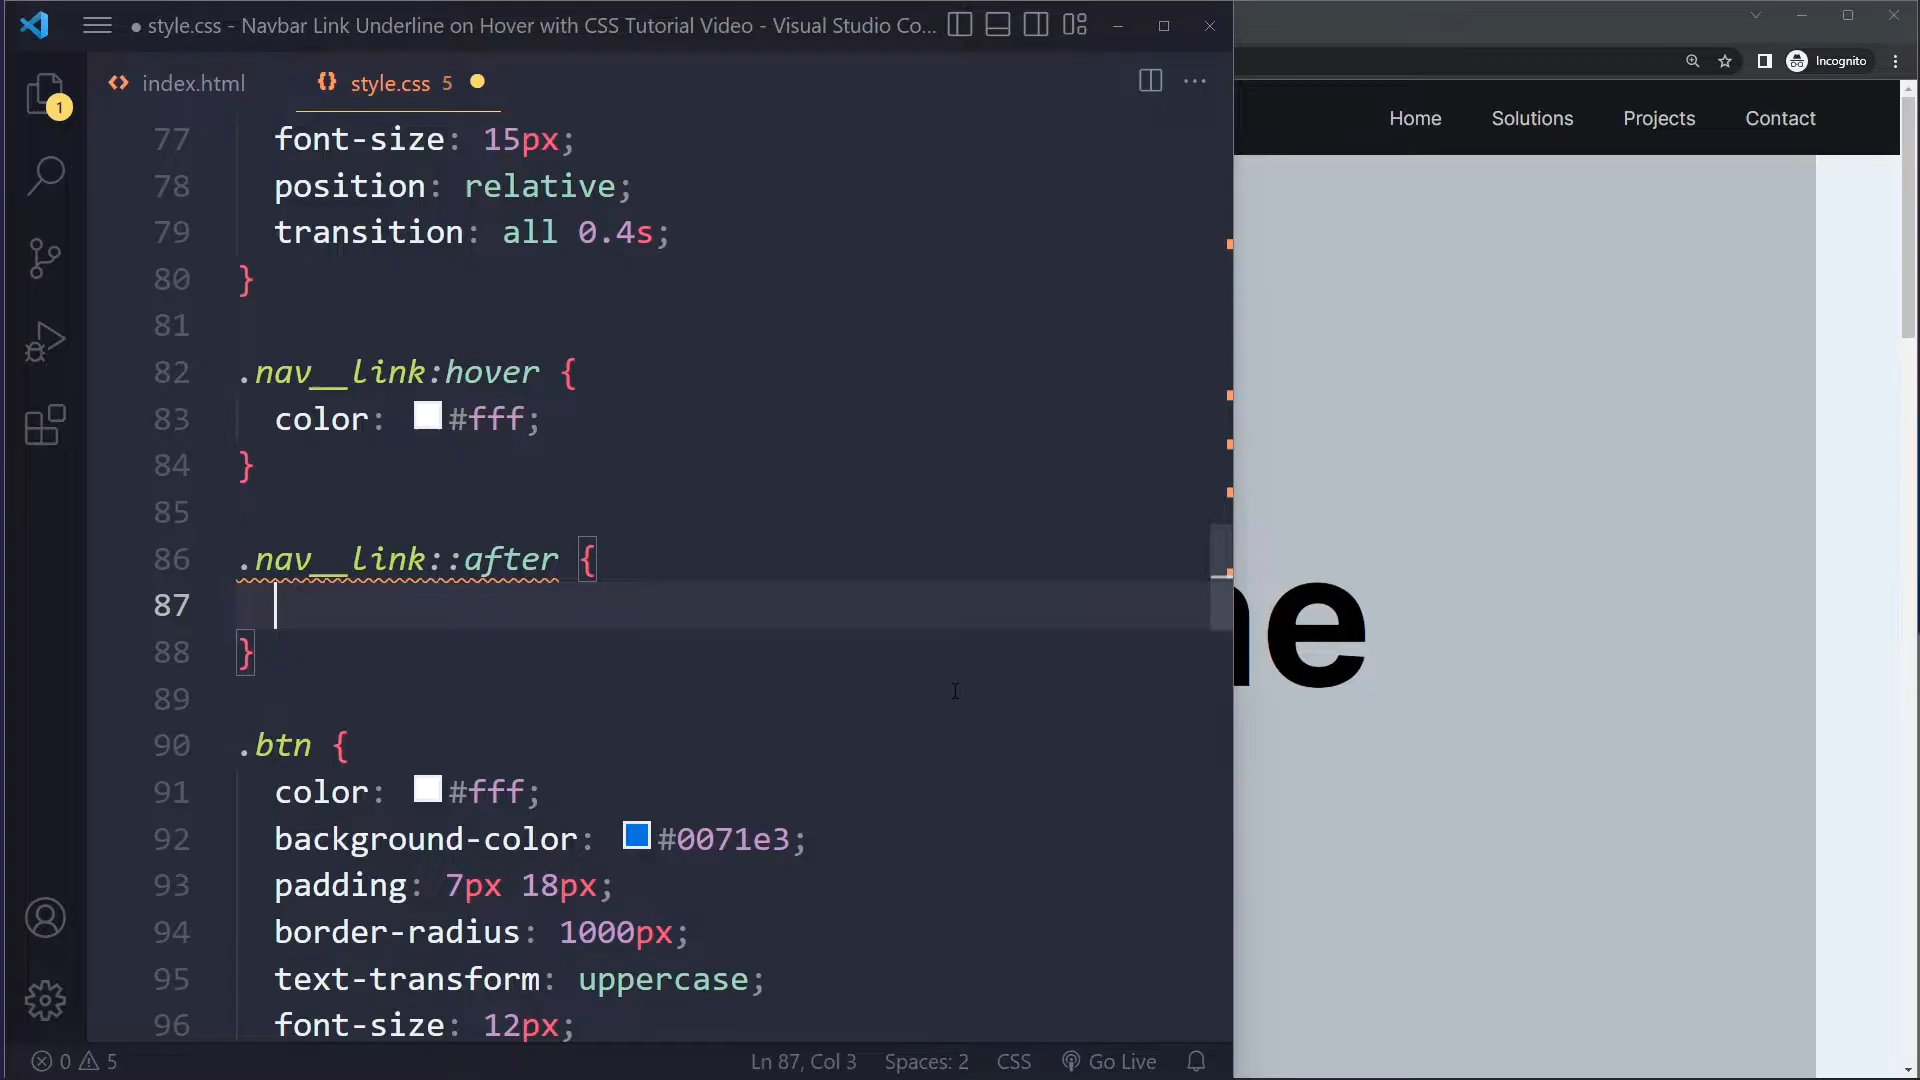 style.css - Navbar Link Underline on Hover with CSS Tutorial Video - Visual Studio Co...
Incognito
index.html
style.css 5
1
Home Solutions Projects Contact
77 font-size: 15px;
78 position: relative;
79 transition: all 0.4s;
80 }
81
82 .nav__link:hover {
83 color: #fff;
84 }
85
86 .nav__link::after {
87
88 }
89
90 .btn {
91 color: #fff;
92 background-color: #0071e3;
93 padding: 7px 18px;
94 border-radius: 1000px;
95 text-transform: uppercase;
96 font-size: 12px;
0 5 Ln 87, Col 3 Spaces: 2 CSS Go Live